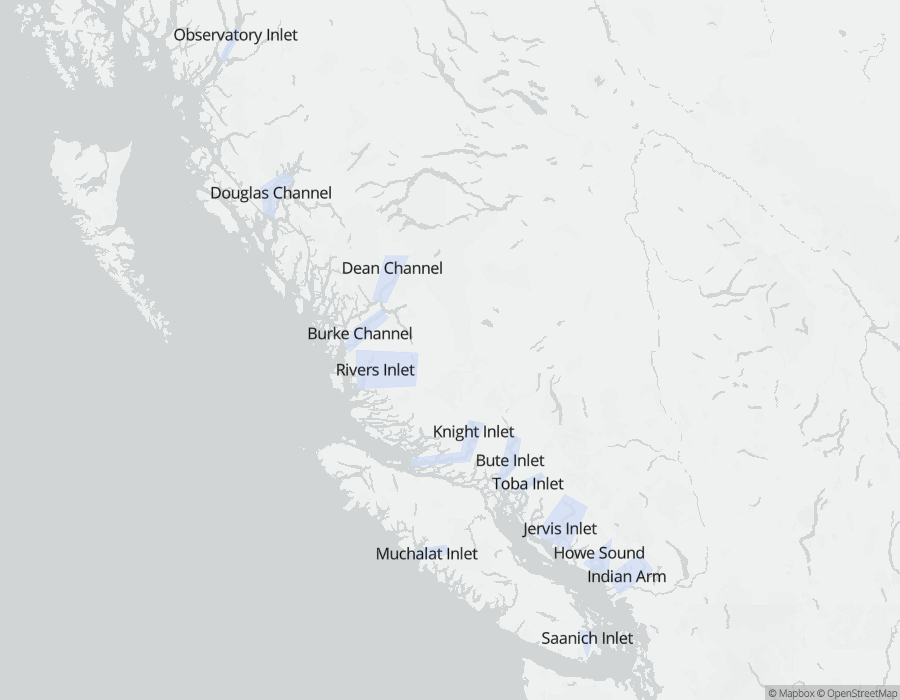 Observatory Inlet
Douglas Channel
Dean Channel
Burke Channel
Rivers Inlet
Knight Inlet
Bute Inlet
Toba Inlet
Jervis Inlet
Howe Sound
Muchalat Inlet
Indian Arm
Saanich Inlet
© Mapbox © OpenStreetMap